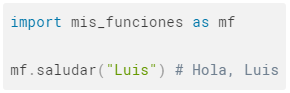 import mis_funciones as mf
mf.saludar("Luis") # Hola, Luis